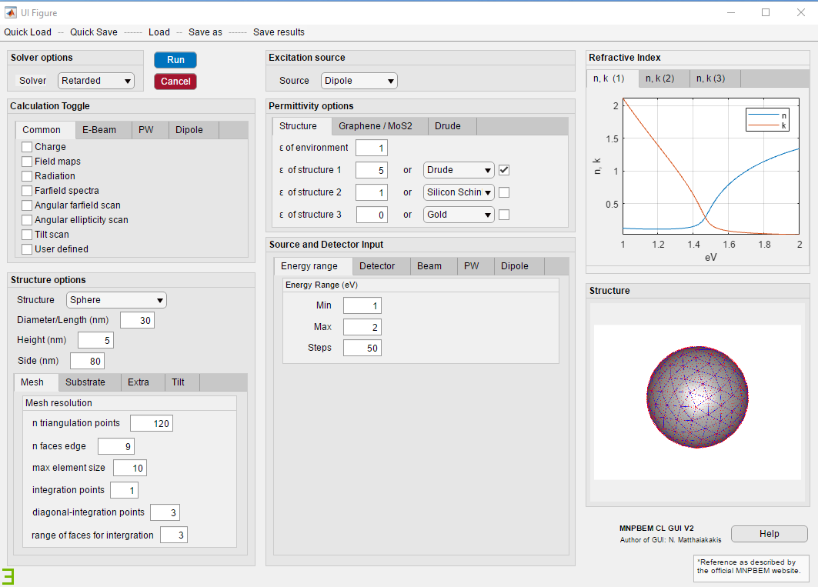 UI Figure
Quick Load -- Quick Save ------ Load -- Save as ------ Save results
Solver options
Solver Retarded
Run
Cancel
Calculation Toggle
Common E-Beam PW Dipole
Charge
Field maps
Radiation
Farfield spectra
Angular farfield scan
Angular ellipticity scan
Tilt scan
User defined
Structure options
Structure Sphere
Diameter/Length (nm) 30
Height (nm) 5
Side (nm) 80
Mesh Substrate Extra Tilt
Mesh resolution
n triangulation points 120
n faces edge 9
max element size 10
integration points 1
diagonal-integration points 3
range of faces for intergration 3
Excitation source
Source Dipole
Permittivity options
Structure Graphene / MoS2 Drude
ε of environment 1
ε of structure 1 5 or Drude
ε of structure 2 1 or Silicon Schin
ε of structure 3 0 or Gold
Source and Detector Input
Energy range Detector Beam PW Dipole
Energy Range (eV)
Min 1
Max 2
Steps 50
Refractive Index
n, k (1) n, k (2) n, k (3)
n
k
2
1.5
1
0.5
n, k
1 1.2 1.4 1.6 1.8 2
eV
Structure
MNPBEM CL GUI V2
Author of GUI: N. Matthaiakakis
Help
*Reference as described by
the official MNPBEM website.